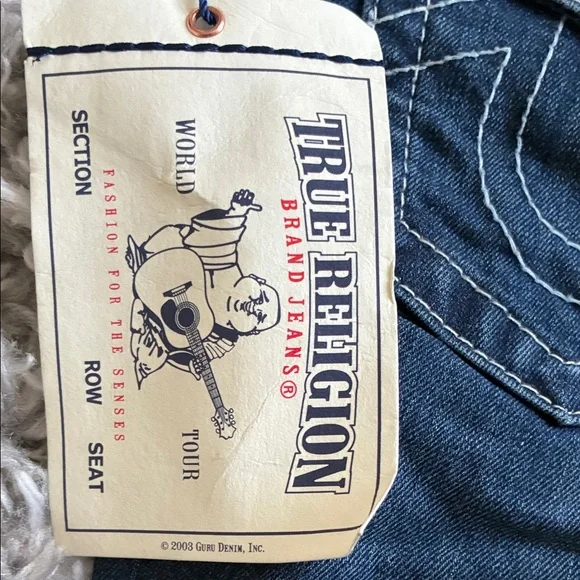 TRUE RELIGION
BRAND JEANS®
WORLD TOUR
FASHION FOR THE SENSES
SECTION ROW SEAT
© 2003 GURU DENIM, INC.